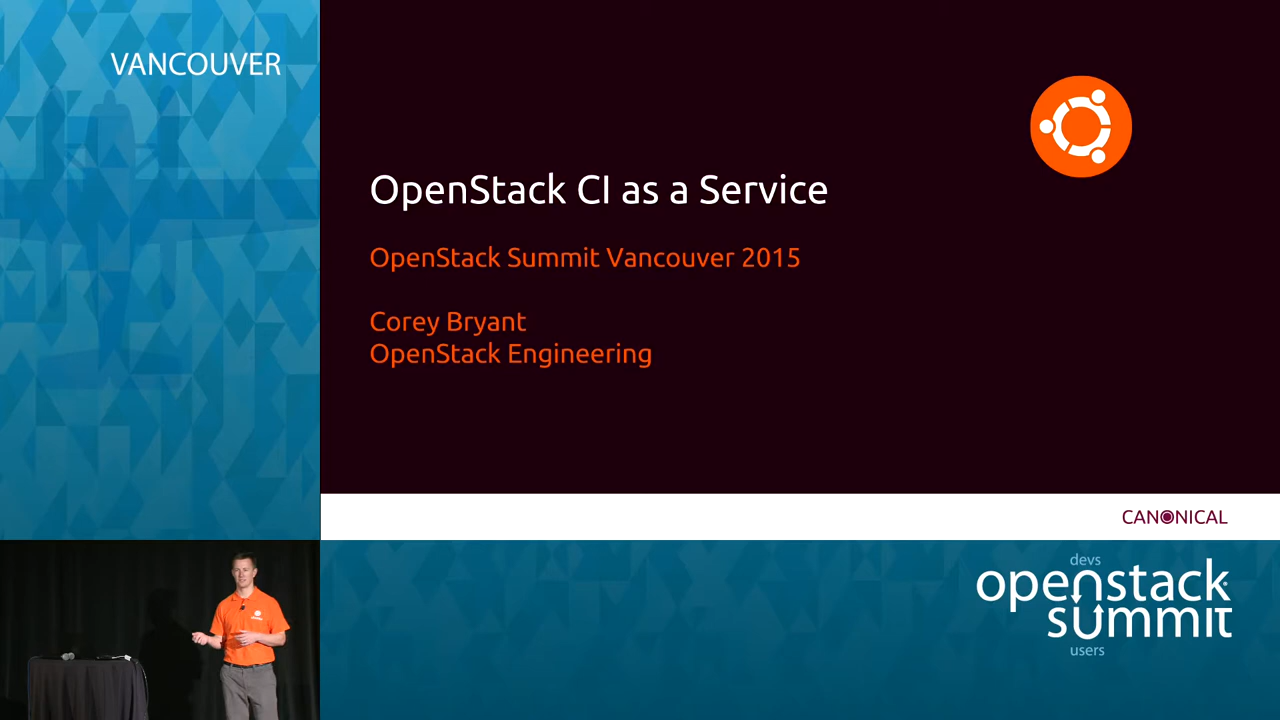 VANCOUVER
OpenStack CI as a Service
OpenStack Summit Vancouver 2015
Corey Bryant
OpenStack Engineering
CANONICAL
devs
openstack
summit
users